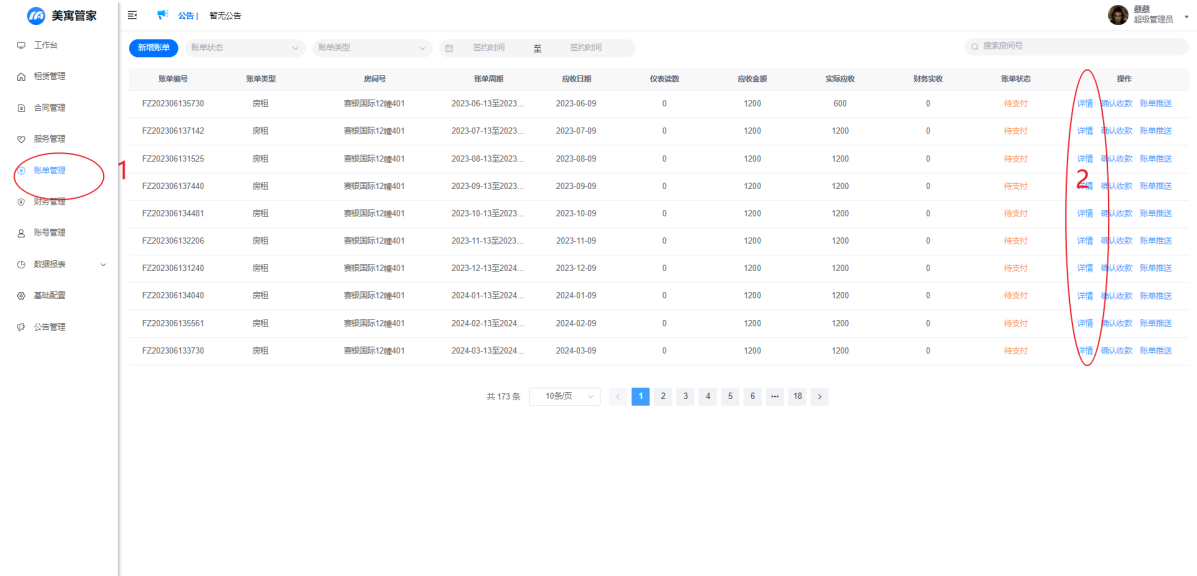 美寓管家
公告 | 暂无公告
超级管理员
工作台
租赁管理
合同管理
服务管理
账单管理
财务管理
账号管理
数据报表
基础配置
公告管理
1
2
新增账单 账单状态 账单类型 签约时间 至 签约时间 搜索房间号
账单编号 账单类型 房间号 账单周期 应收日期 仪表读数 应收金额 实际应收 财务实收 账单状态 操作
FZ202306135730 房租 赛银国际12幢401 2023-06-13至2023... 2023-06-09 0 1200 600 0 待支付 详情 确认收款 账单推送
FZ202306137142 房租 赛银国际12幢401 2023-07-13至2023... 2023-07-09 0 1200 1200 0 待支付 详情 确认收款 账单推送
FZ202306131525 房租 赛银国际12幢401 2023-08-13至2023... 2023-08-09 0 1200 1200 0 待支付 详情 确认收款 账单推送
FZ202306137440 房租 赛银国际12幢401 2023-09-13至2023... 2023-09-09 0 1200 1200 0 待支付 详情 确认收款 账单推送
FZ202306134481 房租 赛银国际12幢401 2023-10-13至2023... 2023-10-09 0 1200 1200 0 待支付 详情 确认收款 账单推送
FZ202306132206 房租 赛银国际12幢401 2023-11-13至2023... 2023-11-09 0 1200 1200 0 待支付 详情 确认收款 账单推送
FZ202306131240 房租 赛银国际12幢401 2023-12-13至2024... 2023-12-09 0 1200 1200 0 待支付 详情 确认收款 账单推送
FZ202306134040 房租 赛银国际12幢401 2024-01-13至2024... 2024-01-09 0 1200 1200 0 待支付 详情 确认收款 账单推送
FZ202306135561 房租 赛银国际12幢401 2024-02-13至2024... 2024-02-09 0 1200 1200 0 待支付 详情 确认收款 账单推送
FZ202306133730 房租 赛银国际12幢401 2024-03-13至2024... 2024-03-09 0 1200 1200 0 待支付 详情 确认收款 账单推送
共 173 条 10条/页 1 2 3 4 5 6 ... 18